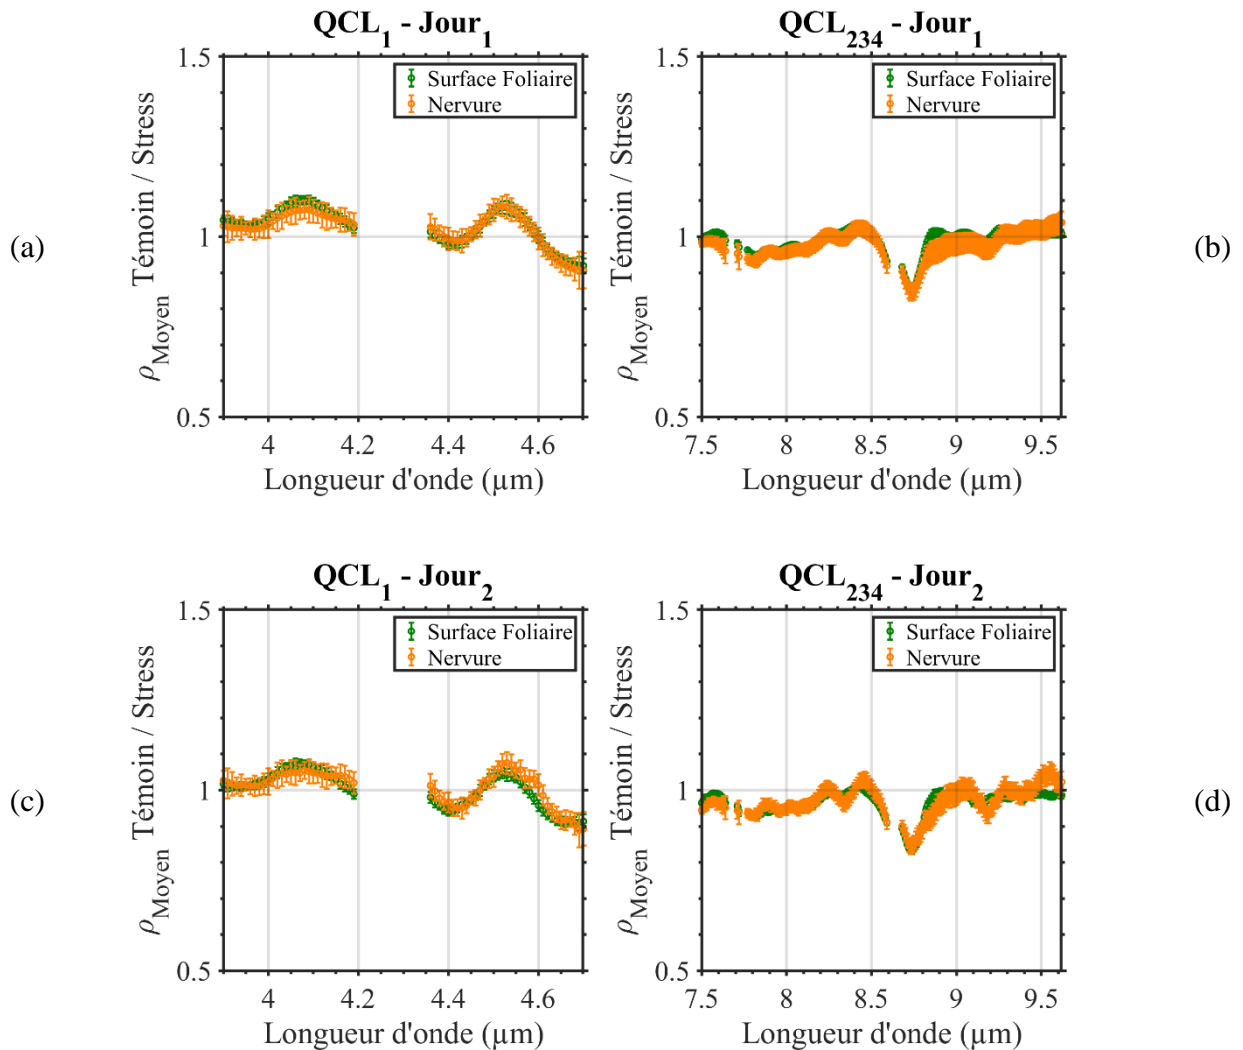 QCL1 - Jour1
1.5
1
0.5
ρMoyen Témoin / Stress
Surface Foliaire
Nervure
4 4.2 4.4 4.6
Longueur d'onde (µm)
(a)
QCL234 - Jour1
1.5
1
0.5
ρMoyen Témoin / Stress
Surface Foliaire
Nervure
7.5 8 8.5 9 9.5
Longueur d'onde (µm)
(b)
QCL1 - Jour2
1.5
1
0.5
ρMoyen Témoin / Stress
Surface Foliaire
Nervure
4 4.2 4.4 4.6
Longueur d'onde (µm)
(c)
QCL234 - Jour2
1.5
1
0.5
ρMoyen Témoin / Stress
Surface Foliaire
Nervure
7.5 8 8.5 9 9.5
Longueur d'onde (µm)
(d)